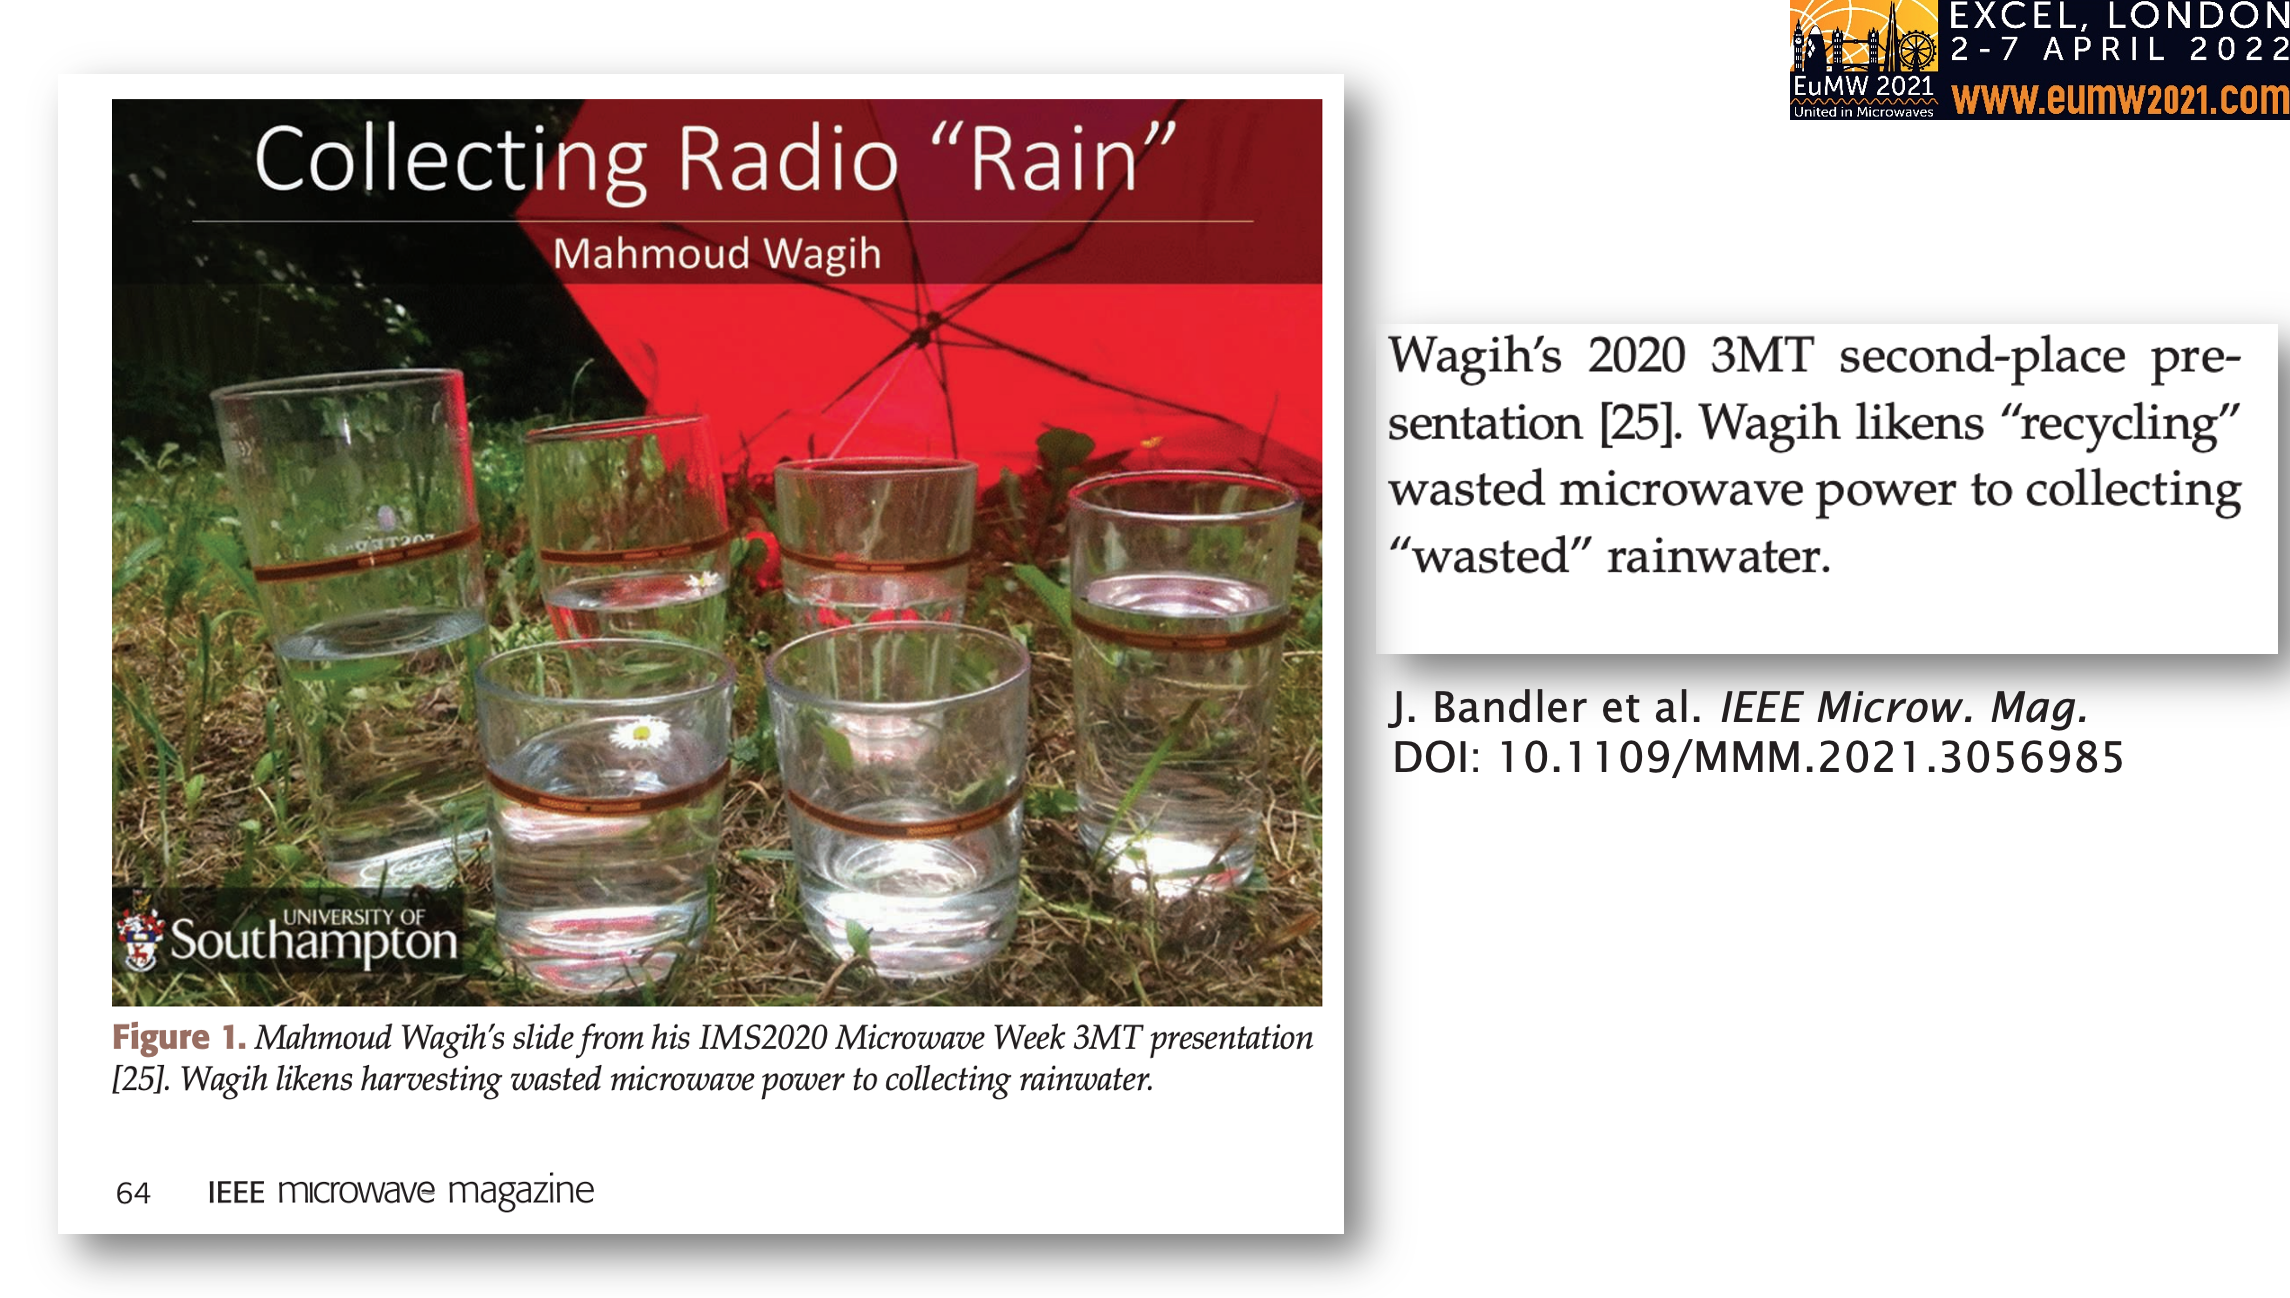 EXCEL, LONDON
2-7 APRIL 2022
EuMW 2021
United in Microwaves
www.eumw2021.com
Collecting Radio “Rain”
Mahmoud Wagih
UNIVERSITY OF
Southampton
Figure 1. Mahmoud Wagih’s slide from his IMS2020 Microwave Week 3MT presentation
[25]. Wagih likens harvesting wasted microwave power to collecting rainwater.
64 IEEE microwave magazine
Wagih’s 2020 3MT second-place pre-
sentation [25]. Wagih likens “recycling”
wasted microwave power to collecting
“wasted” rainwater.
J. Bandler et al. IEEE Microw. Mag.
DOI: 10.1109/MMM.2021.3056985